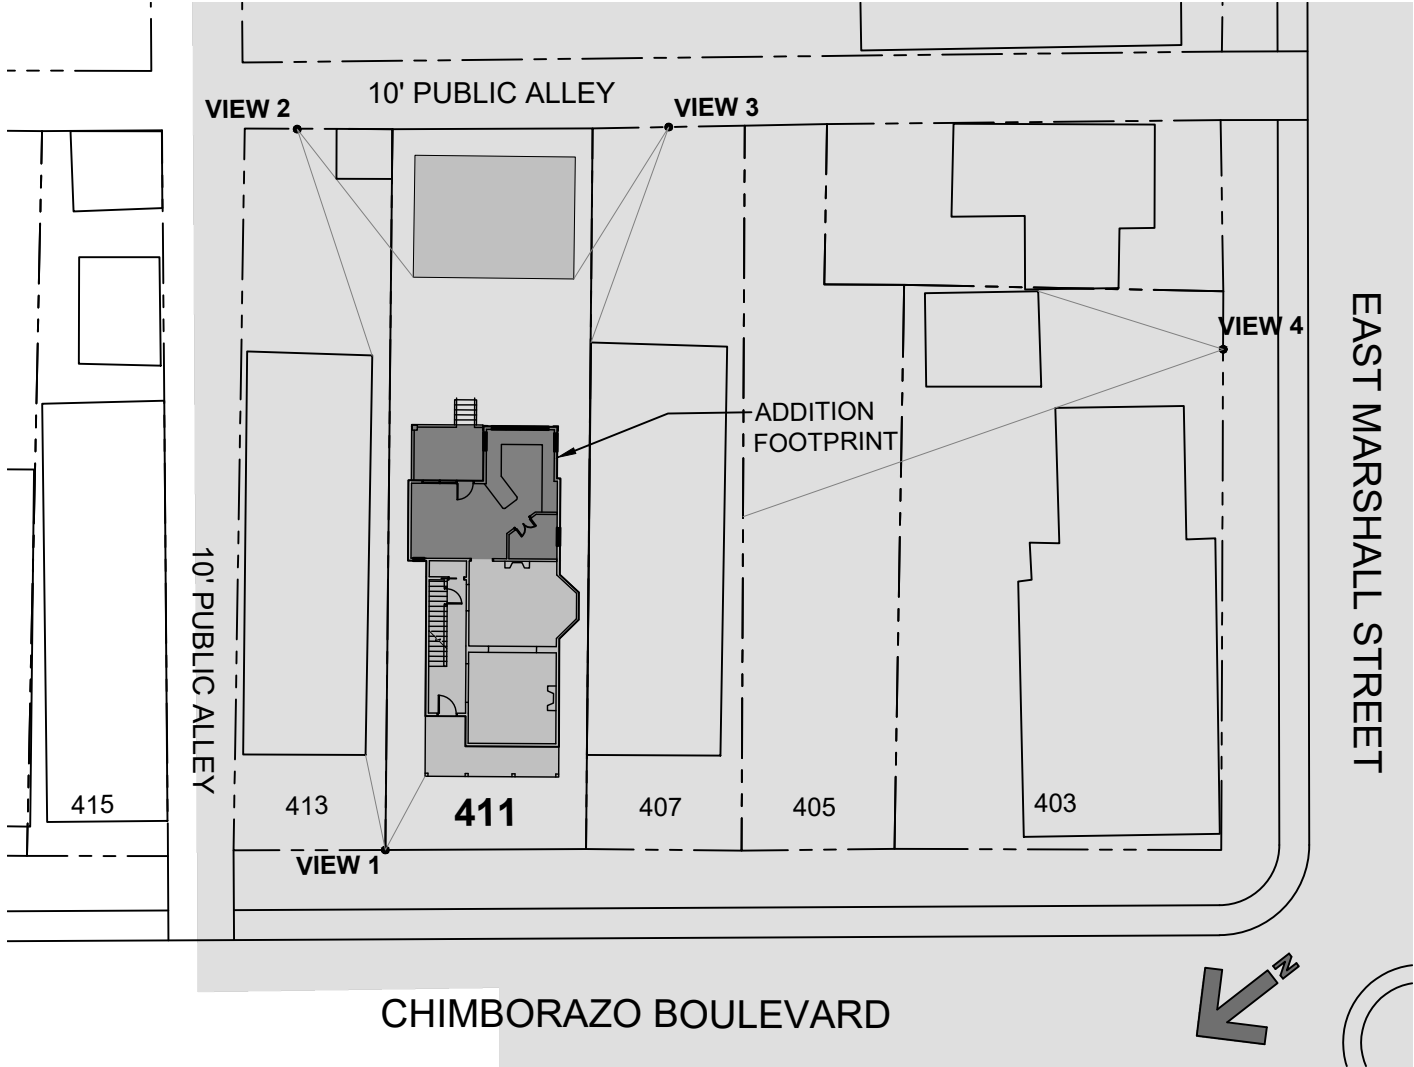 10' PUBLIC ALLEY
VIEW 2
VIEW 3
VIEW 4
EAST MARSHALL STREET
ADDITION
FOOTPRINT
10' PUBLIC ALLEY
415
413
411
407
405
403
VIEW 1
N
CHIMBORAZO BOULEVARD